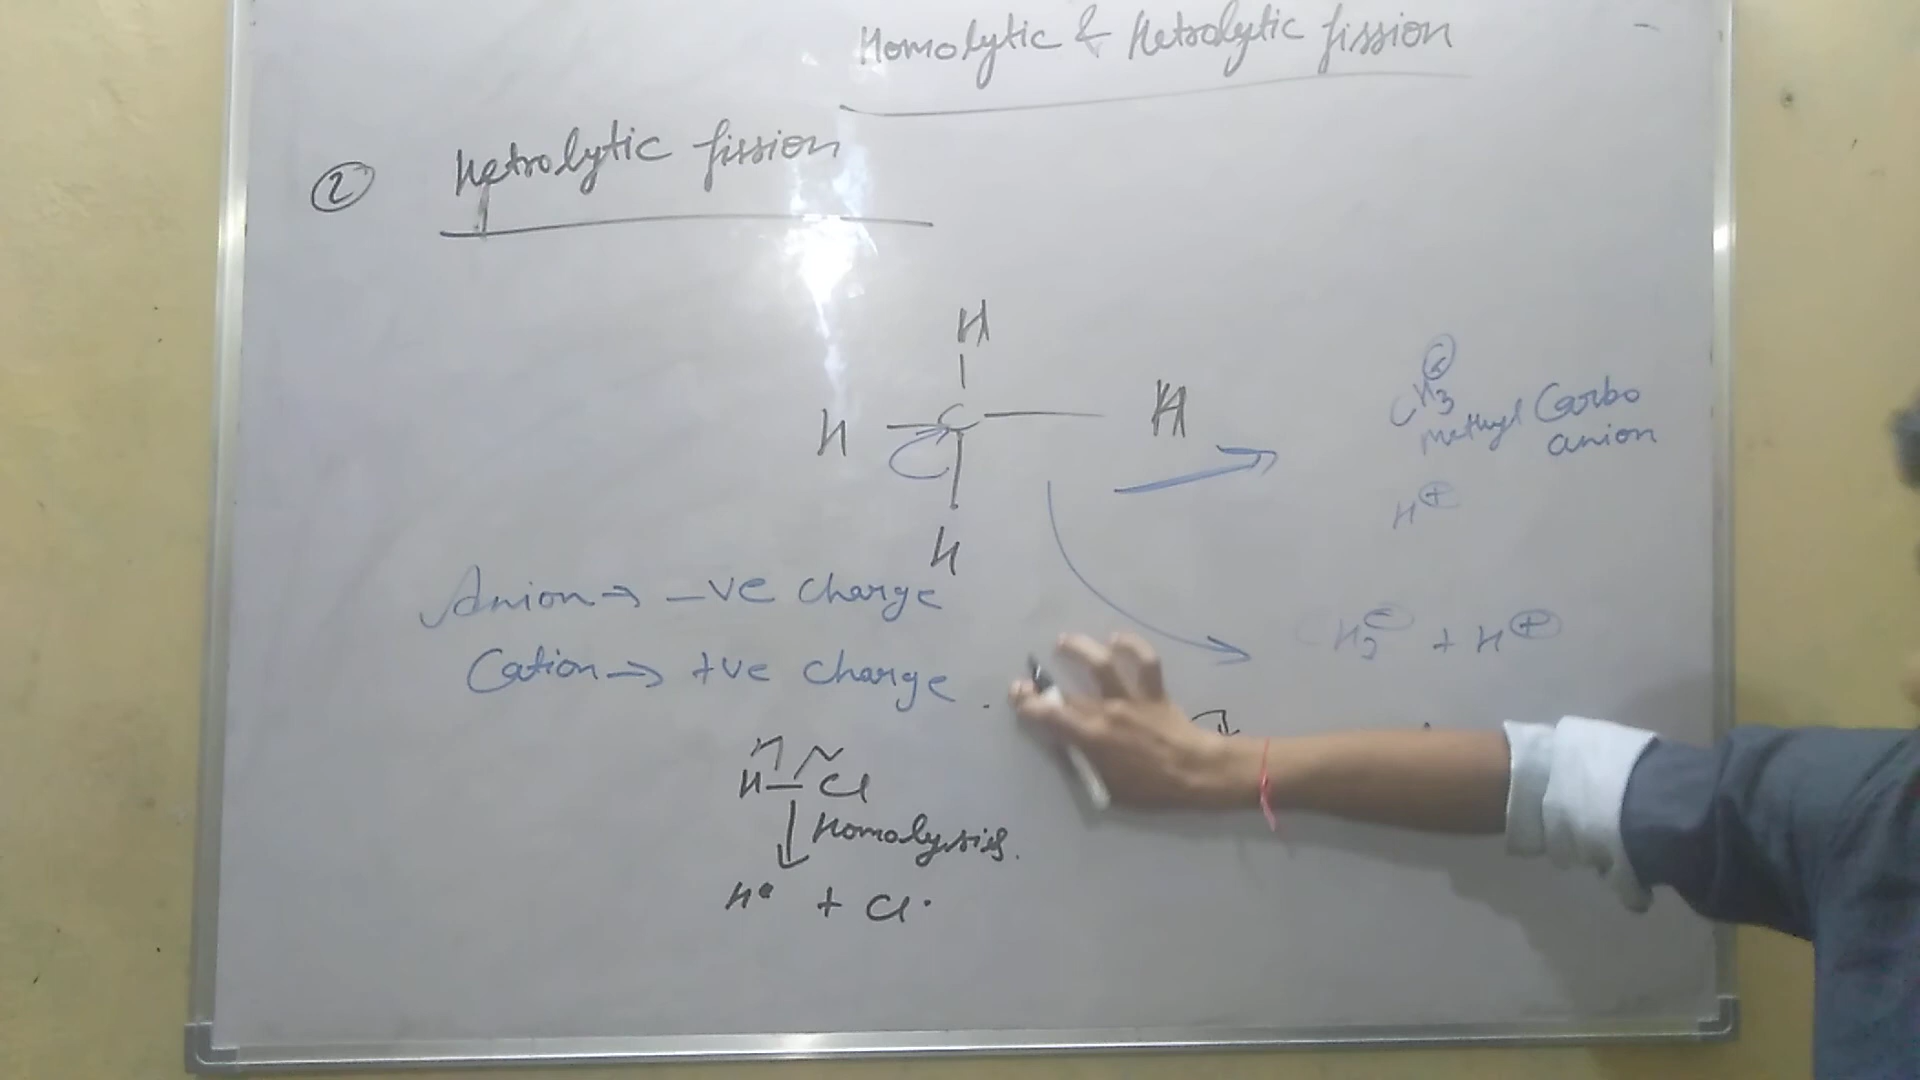 Homolytic & Hetrolytic fission
② Hetrolytic fission
H
H C H
H
CH3
Methyl Carbo
anion
H⊕
Anion → -ve charge
CH3⊖ + H⊕
Cation → +ve charge.
H-Cl
Homolysis.
H• + Cl•